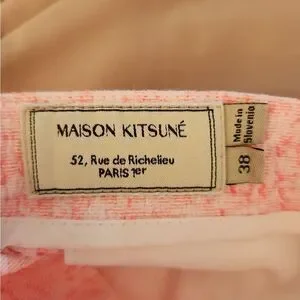 MAISON KITSUNÉ
52, Rue de Richelieu
PARIS 1er
Made in
Slovenia
38